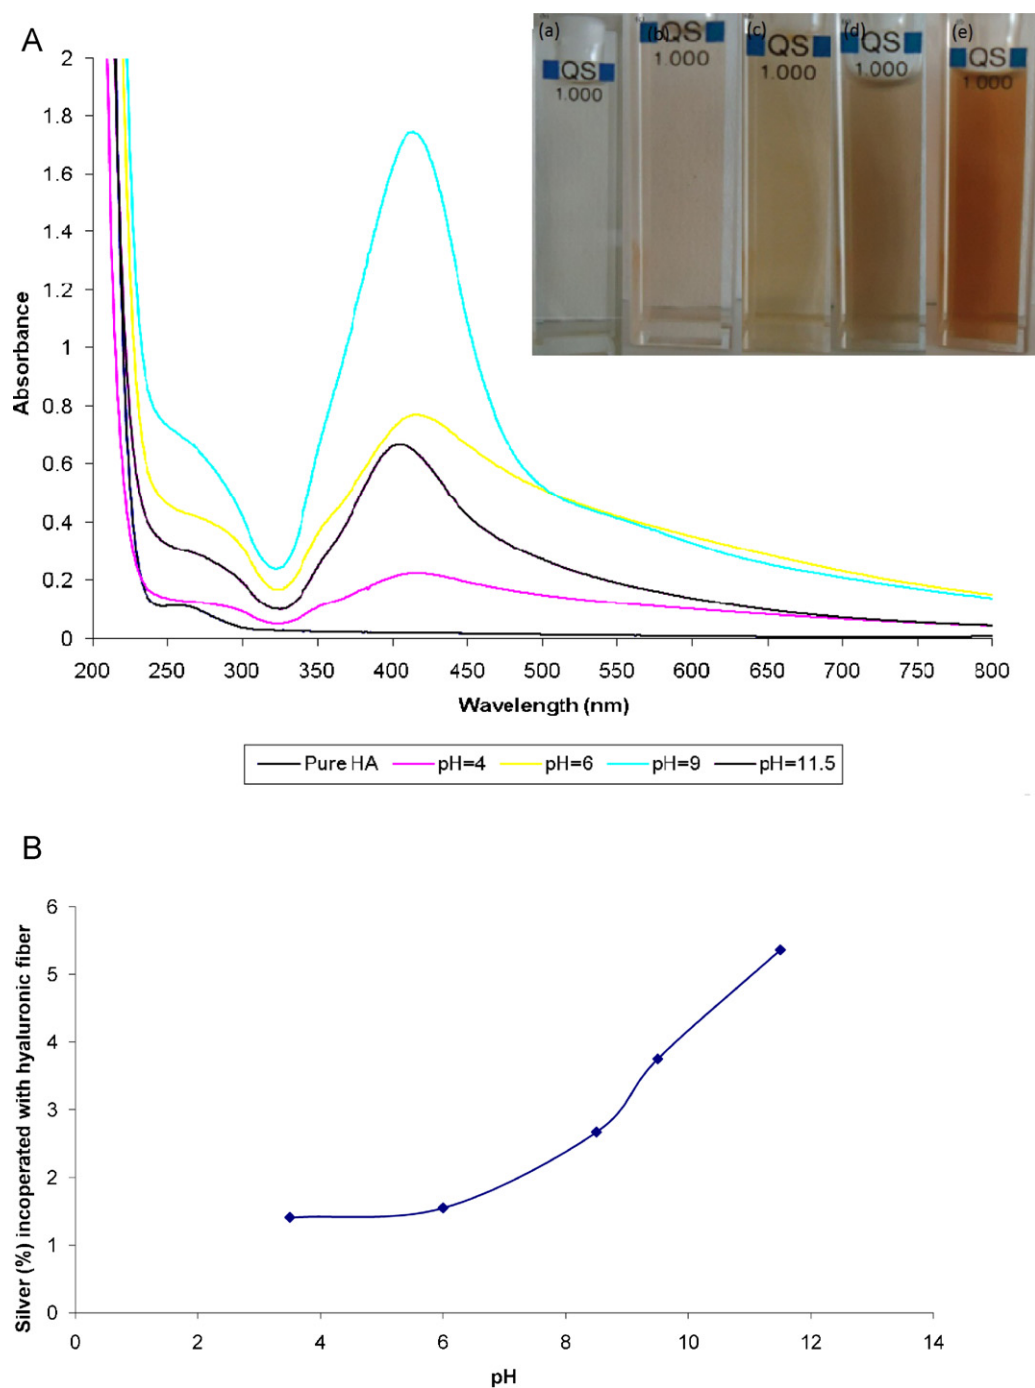 A
(a)
(b)
(c)
(d)
(e)
QS
1.000
QS
1.000
QS
1.000
QS
1.000
QS
1.000
2
1.8
1.6
1.4
1.2
1
0.8
0.6
0.4
0.2
0
Absorbance
200 250 300 350 400 450 500 550 600 650 700 750 800
Wavelength (nm)
Pure HA pH=4 pH=6 pH=9 pH=11.5
B
6
5
4
3
2
1
0
Silver (%) incoperated with hyaluronic fiber
0 2 4 6 8 10 12 14
pH